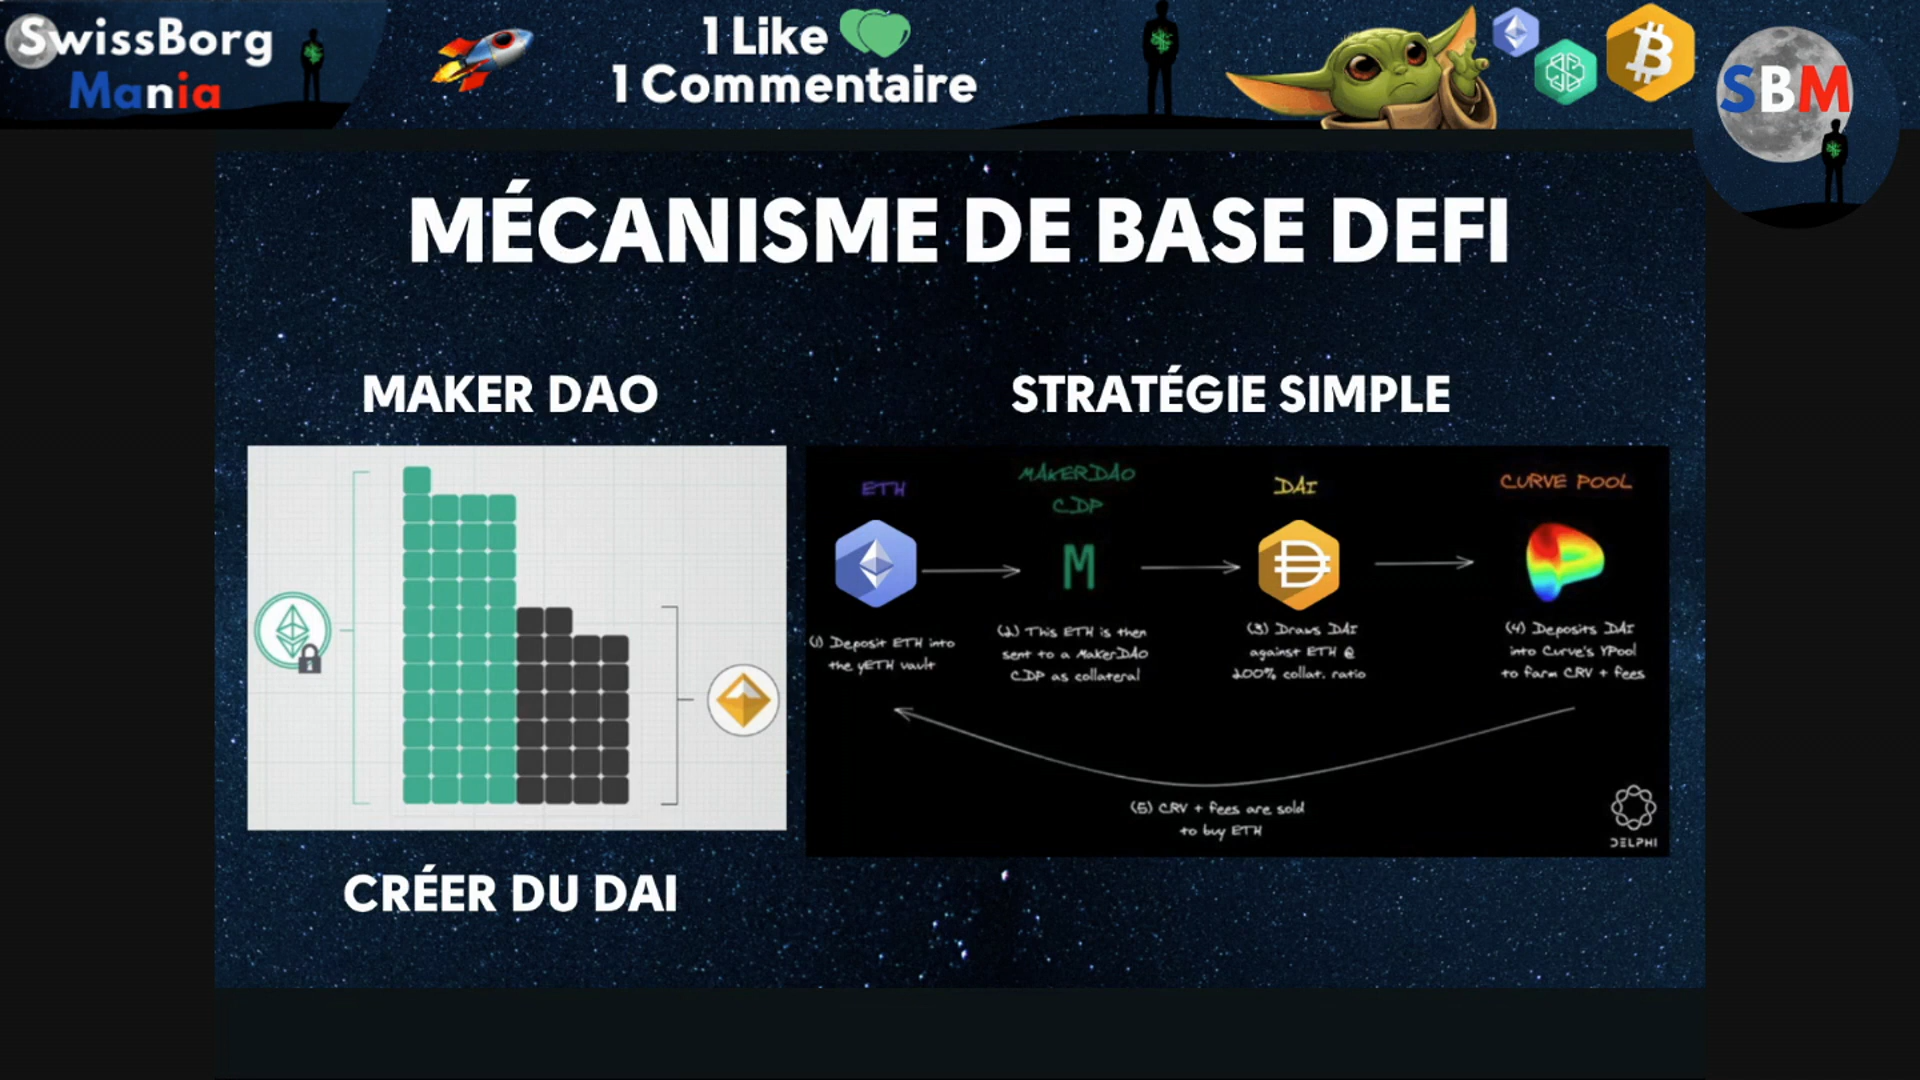 SwissBorg
Mania
1 Like
1 Commentaire
SBM
MÉCANISME DE BASE DEFI
MAKER DAO
CRÉER DU DAI
STRATÉGIE SIMPLE
ETH
MAKERDAO
CDP
DAI
CURVE POOL
M
(1) Deposit ETH into
the yETH vault
(2) This ETH is then
sent to a MakerDAO
CDP as collateral
(3) Draws DAI
against ETH @
200% collat. ratio
(4) Deposits DAI
into Curve's YPool
to farm CRV + fees
(5) CRV + fees are sold
to buy ETH
DELPHI